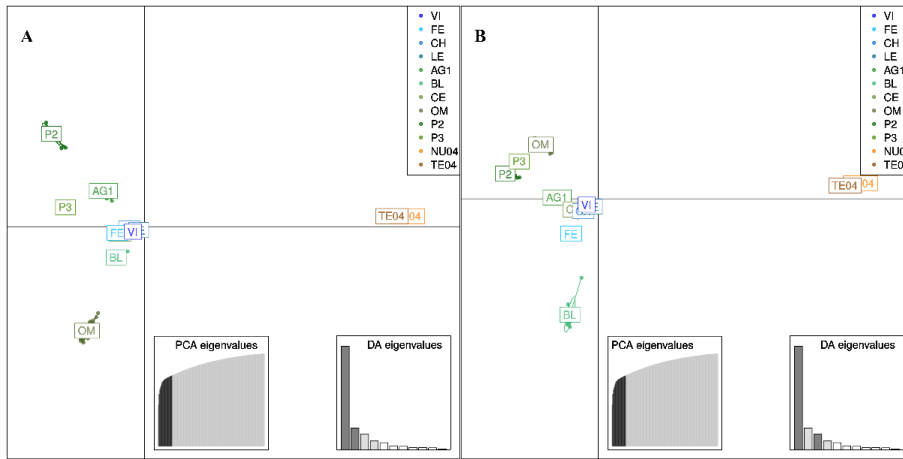 A
VI
FE
CH
LE
AG1
BL
CE
OM
P2
P3
NU04
TE04
P2
AG1
P3
FE
VI
BL
TE04
04
OM
PCA eigenvalues
DA eigenvalues
B
VI
FE
CH
LE
AG1
BL
CE
OM
P2
P3
NU0
TE0
OM
P3
P2
TE04
04
AG1
VI
FE
BL
PCA eigenvalues
DA eigenvalues